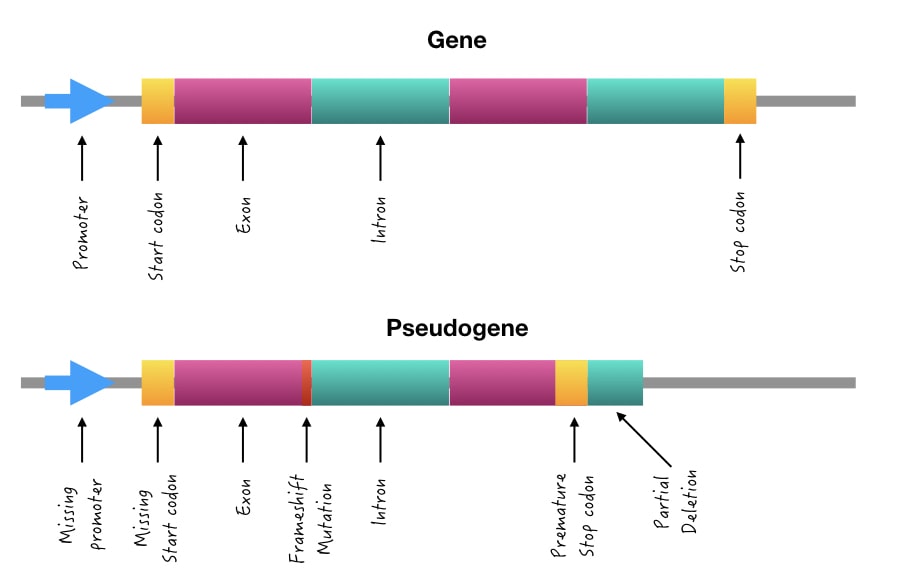 Gene
Promoter
Start codon
Exon
Intron
Stop codon
Pseudogene
Missing
promoter
Missing
Start codon
Exon
Frameshift
Mutation
Intron
Premature
Stop codon
Partial
Deletion